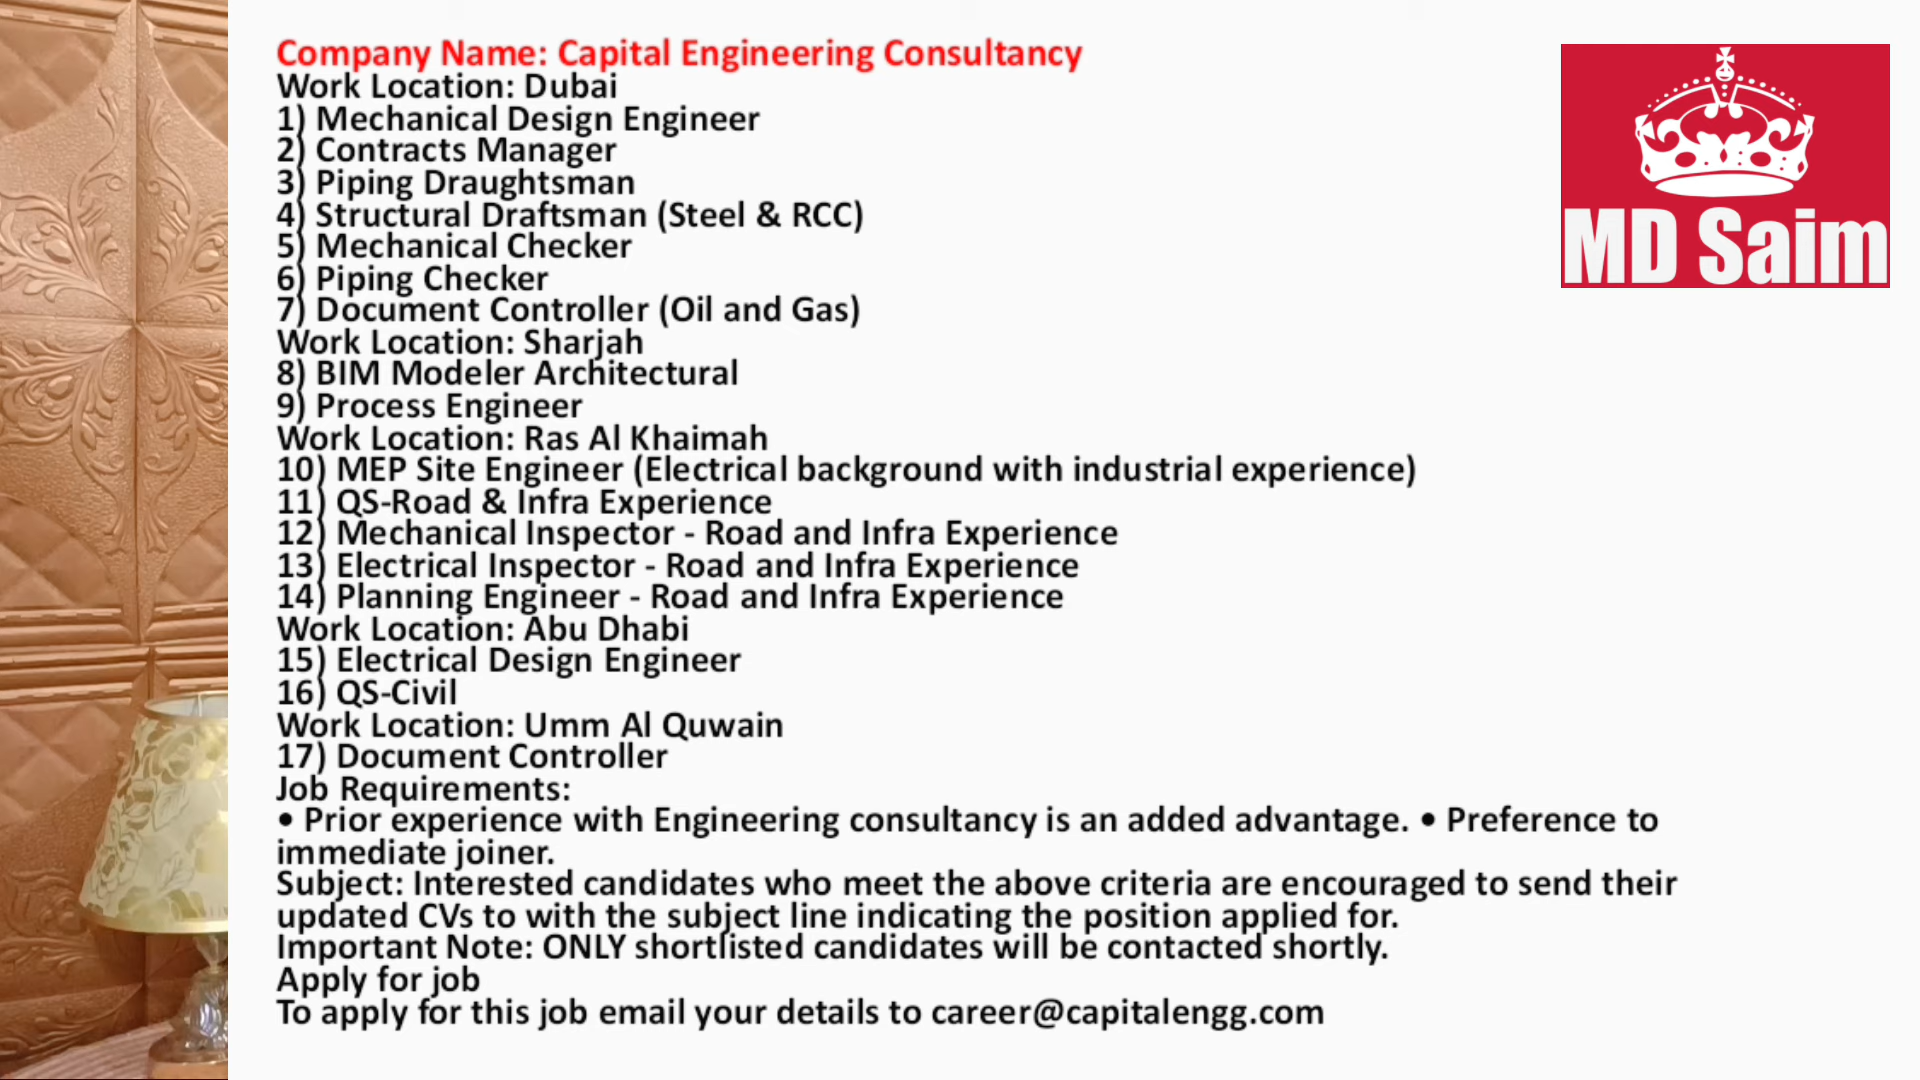 Company Name: Capital Engineering Consultancy
Work Location: Dubai
1) Mechanical Design Engineer
2) Contracts Manager
3) Piping Draughtsman
4) Structural Draftsman (Steel & RCC)
5) Mechanical Checker
6) Piping Checker
7) Document Controller (Oil and Gas)
Work Location: Sharjah
8) BIM Modeler Architectural
9) Process Engineer
Work Location: Ras Al Khaimah
10) MEP Site Engineer (Electrical background with industrial experience)
11) QS-Road & Infra Experience
12) Mechanical Inspector - Road and Infra Experience
13) Electrical Inspector - Road and Infra Experience
14) Planning Engineer - Road and Infra Experience
Work Location: Abu Dhabi
15) Electrical Design Engineer
16) QS-Civil
Work Location: Umm Al Quwain
17) Document Controller
Job Requirements:
• Prior experience with Engineering consultancy is an added advantage. • Preference to
immediate joiner.
Subject: Interested candidates who meet the above criteria are encouraged to send their
updated CVs to with the subject line indicating the position applied for.
Important Note: ONLY shortlisted candidates will be contacted shortly.
Apply for job
To apply for this job email your details to career@capitalengg.com
MD Saim